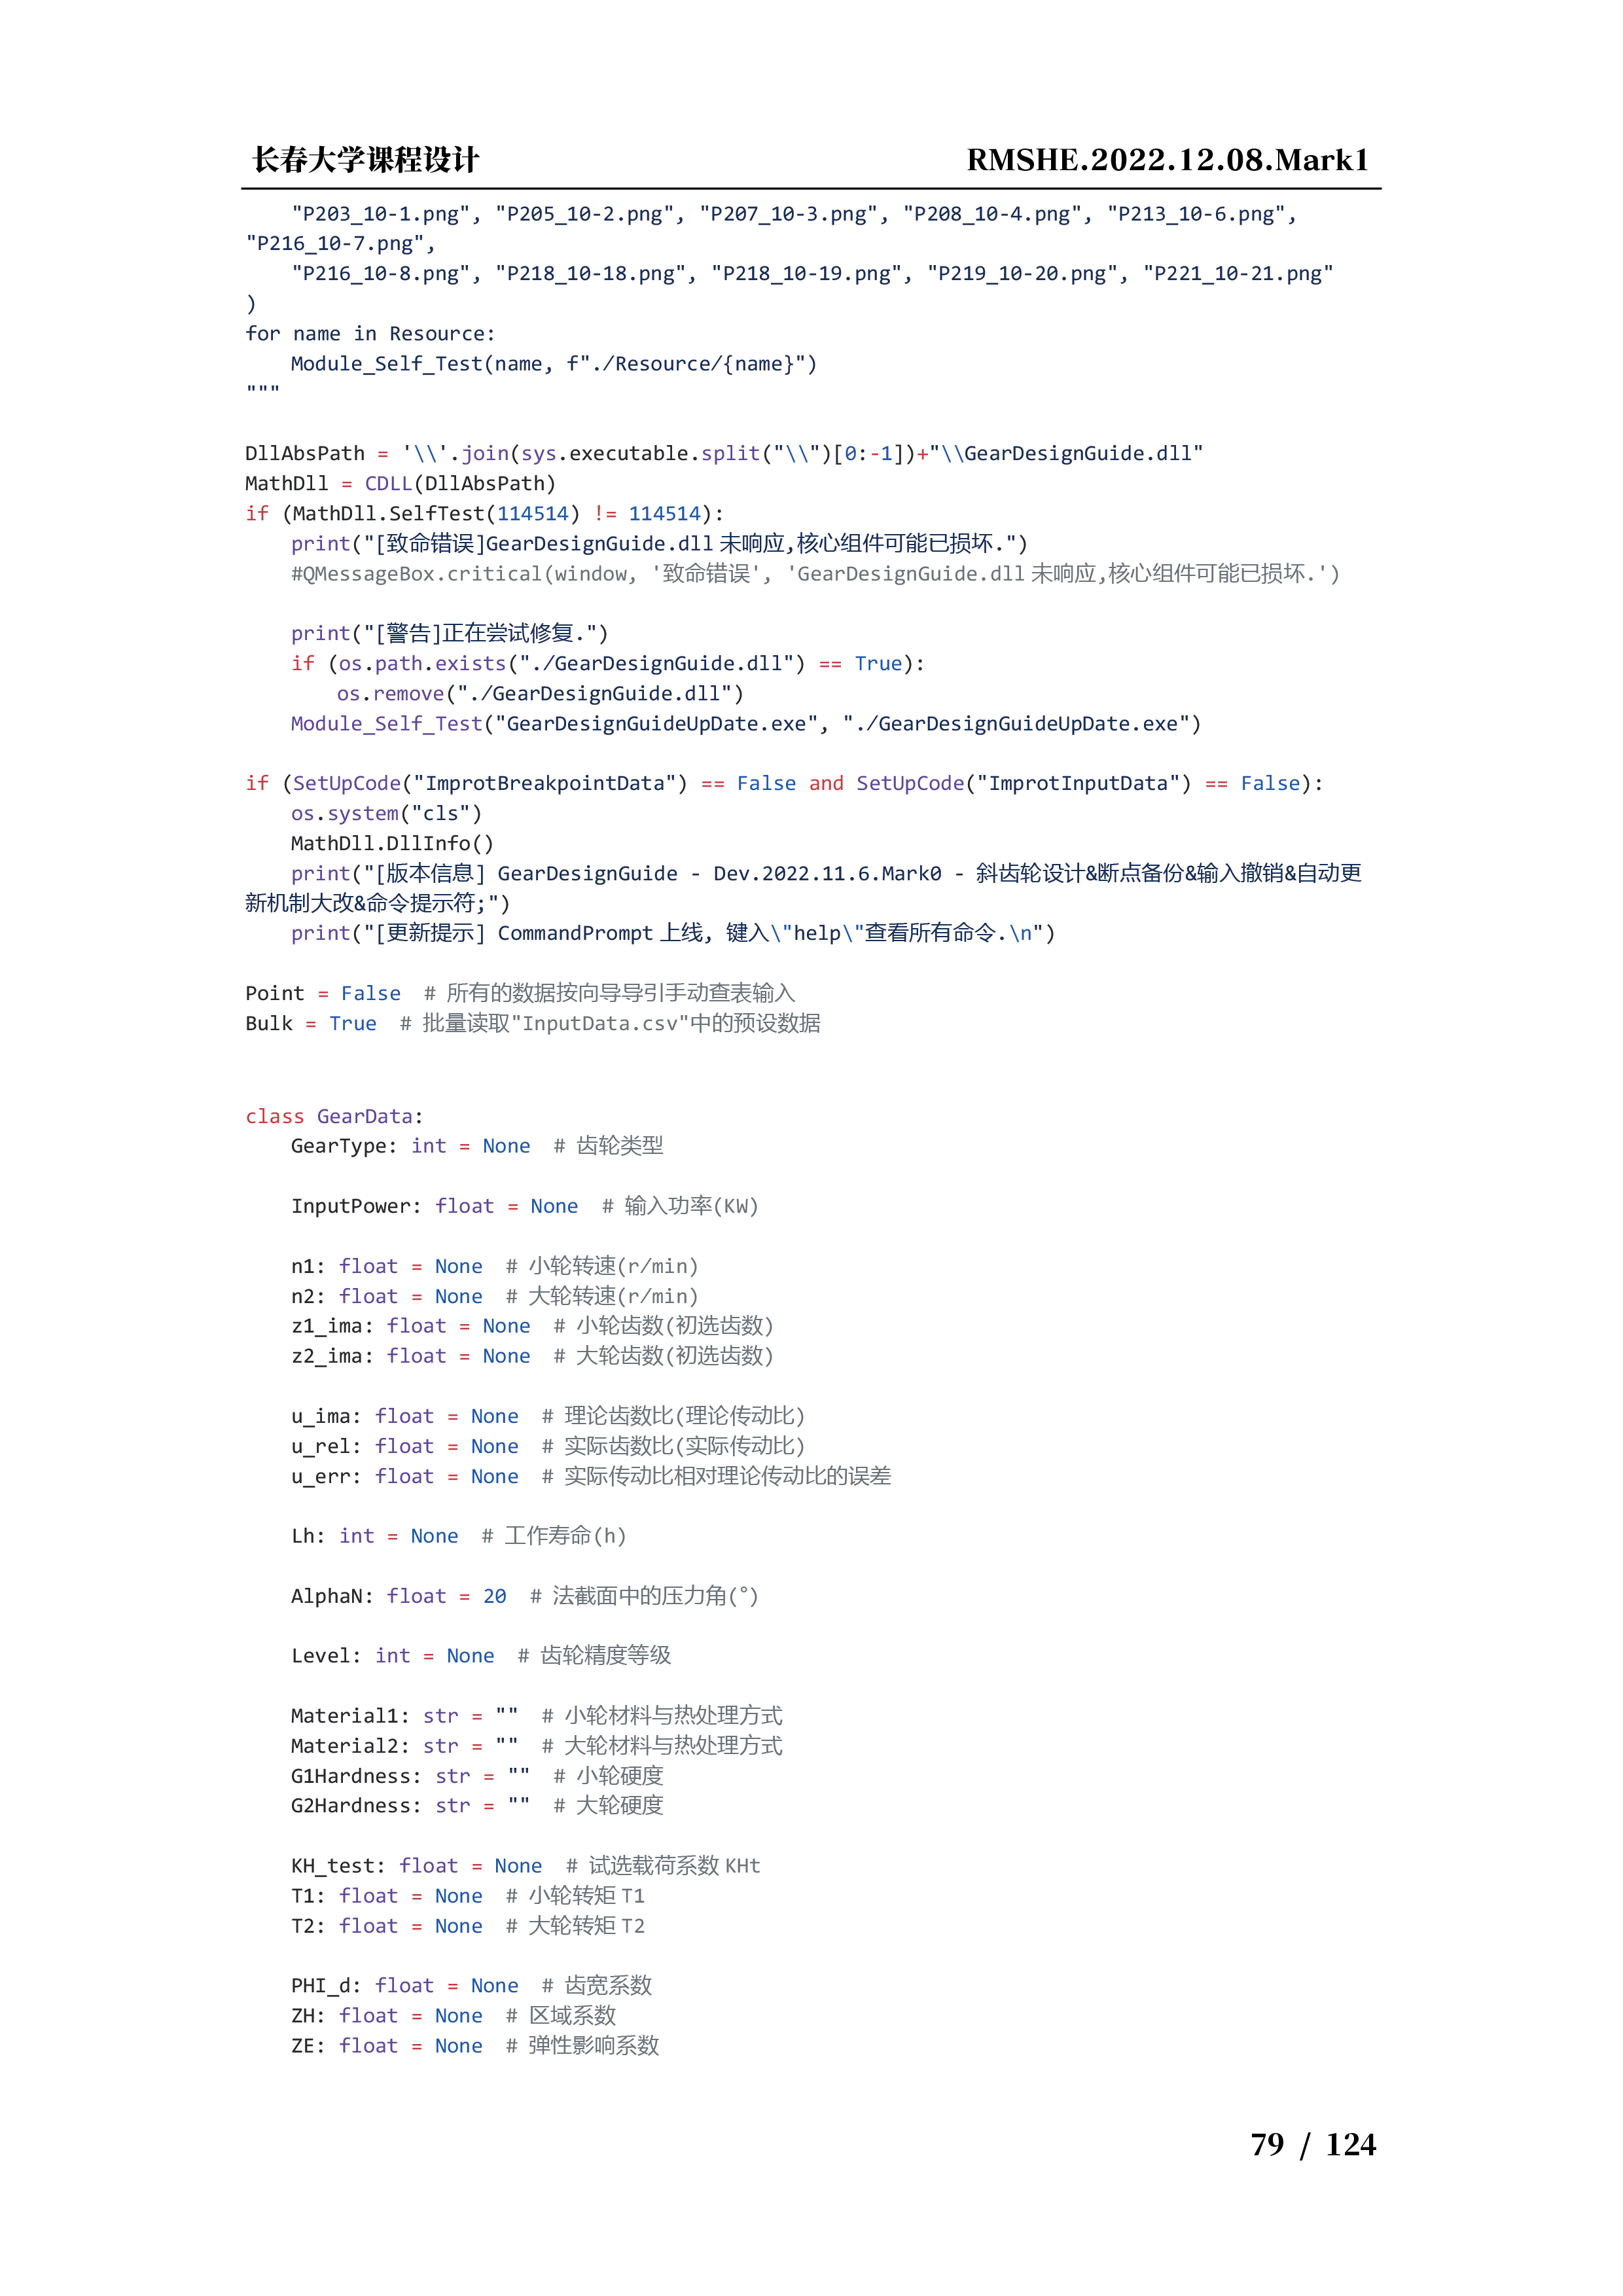 长春大学课程设计 RMSHE.2022.12.08.Mark1
    "P203_10-1.png", "P205_10-2.png", "P207_10-3.png", "P208_10-4.png", "P213_10-6.png",
"P216_10-7.png",
    "P216_10-8.png", "P218_10-18.png", "P218_10-19.png", "P219_10-20.png", "P221_10-21.png"
)
for name in Resource:
    Module_Self_Test(name, f"./Resource/{name}")
"""
DllAbsPath = '\\'.join(sys.executable.split("\\")[0:-1])+"\\GearDesignGuide.dll"
MathDll = CDLL(DllAbsPath)
if (MathDll.SelfTest(114514) != 114514):
    print("[致命错误]GearDesignGuide.dll 未响应,核心组件可能已损坏.")
    #QMessageBox.critical(window, '致命错误', 'GearDesignGuide.dll 未响应,核心组件可能已损坏.')
    print("[警告]正在尝试修复.")
    if (os.path.exists("./GearDesignGuide.dll") == True):
        os.remove("./GearDesignGuide.dll")
    Module_Self_Test("GearDesignGuideUpDate.exe", "./GearDesignGuideUpDate.exe")
if (SetUpCode("ImprotBreakpointData") == False and SetUpCode("ImprotInputData") == False):
    os.system("cls")
    MathDll.DllInfo()
    print("[版本信息] GearDesignGuide - Dev.2022.11.6.Mark0 - 斜齿轮设计&断点备份&输入撤销&自动更
新机制大改&命令提示符;")
    print("[更新提示] CommandPrompt 上线, 键入\"help\"查看所有命令.\n")
Point = False  # 所有的数据按向导导引手动查表输入
Bulk = True  # 批量读取"InputData.csv"中的预设数据
class GearData:
    GearType: int = None  # 齿轮类型
    InputPower: float = None  # 输入功率(KW)
    n1: float = None  # 小轮转速(r/min)
    n2: float = None  # 大轮转速(r/min)
    z1_ima: float = None  # 小轮齿数(初选齿数)
    z2_ima: float = None  # 大轮齿数(初选齿数)
    u_ima: float = None  # 理论齿数比(理论传动比)
    u_rel: float = None  # 实际齿数比(实际传动比)
    u_err: float = None  # 实际传动比相对理论传动比的误差
    Lh: int = None  # 工作寿命(h)
    AlphaN: float = 20  # 法截面中的压力角(°)
    Level: int = None  # 齿轮精度等级
    Material1: str = ""  # 小轮材料与热处理方式
    Material2: str = ""  # 大轮材料与热处理方式
    G1Hardness: str = ""  # 小轮硬度
    G2Hardness: str = ""  # 大轮硬度
    KH_test: float = None  # 试选载荷系数 KHt
    T1: float = None  # 小轮转矩 T1
    T2: float = None  # 大轮转矩 T2
    PHI_d: float = None  # 齿宽系数
    ZH: float = None  # 区域系数
    ZE: float = None  # 弹性影响系数
79 / 124